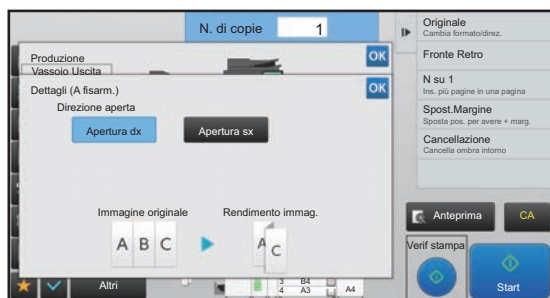 N. di copie 1
Produzione
Vassoio Uscita
OK
Dettagli (A fisarm.)
OK
Direzione aperta
Apertura dx
Apertura sx
Immagine originale
Rendimento immag.
A B C
A C
Altri
3 B4
4 A3
A4
Originale
Cambia formato/direz.
Fronte Retro
N su 1
Ins. più pagine in una pagina
Spost.Margine
Sposta pos. per avere + marg.
Cancellazione
Cancella ombra intorno
Anteprima
CA
Verif stampa
Start